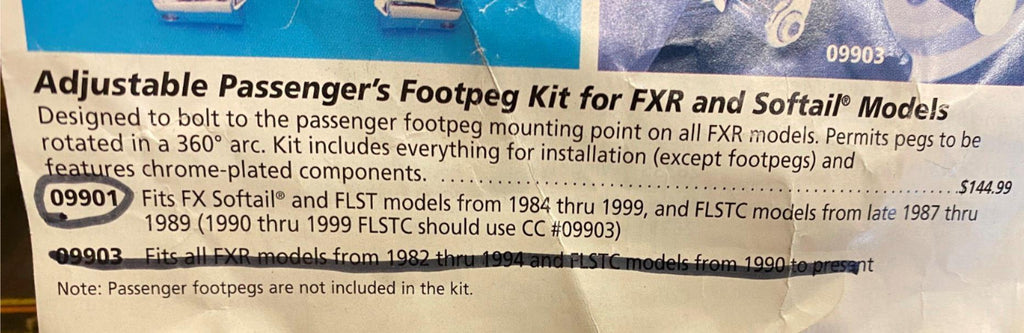 09903
Adjustable Passenger's Footpeg Kit for FXR and Softail® Models
Designed to bolt to the passenger footpeg mounting point on all FXR models. Permits pegs to be
rotated in a 360° arc. Kit includes everything for installation (except footpegs) and
features chrome-plated components. ........................................................................................$144.99
09901 Fits FX Softail® and FLST models from 1984 thru 1999, and FLSTC models from late 1987 thru
1989 (1990 thru 1999 FLSTC should use CC #09903)
09903 Fits all FXR models from 1982 thru 1994 and FLSTC models from 1990 to present
Note: Passenger footpegs are not included in the kit.